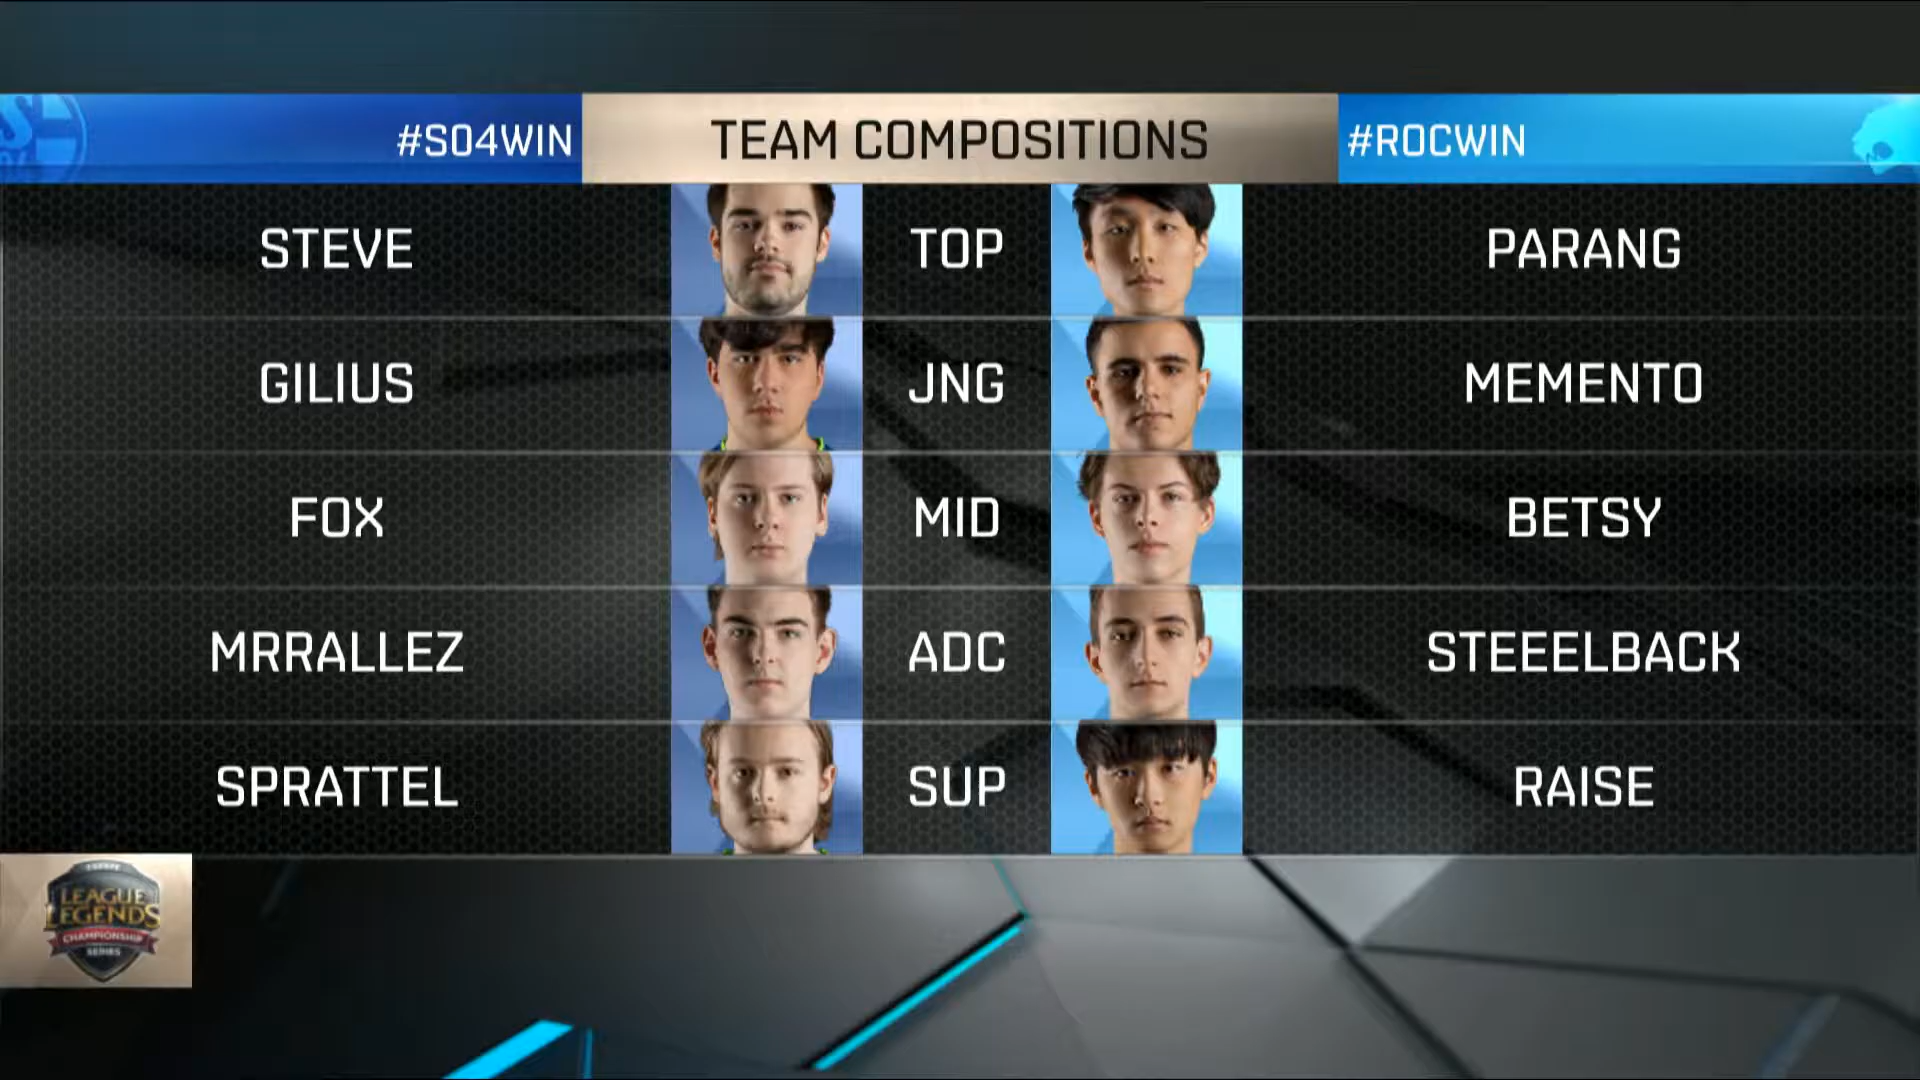 #S04WIN TEAM COMPOSITIONS #ROCWIN
STEVE TOP PARANG
GILIUS JNG MEMENTO
FOX MID BETSY
MRRALLEZ ADC STEEELBACK
SPRATTEL SUP RAISE
LEAGUE
LEGENDS
CHAMPIONSHIP
SERIES